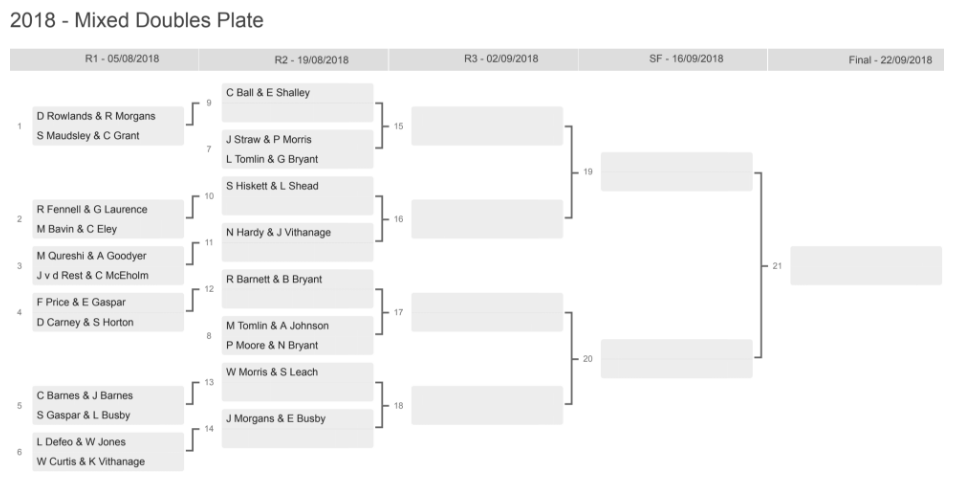 2018 - Mixed Doubles Plate
R1 - 05/08/2018
R2 - 19/08/2018
R3 - 02/09/2018
SF - 16/09/2018
Final - 22/09/2018
1
D Rowlands & R Morgans
S Maudsley & C Grant
2
R Fennell & G Laurence
M Bavin & C Eley
3
M Qureshi & A Goodyer
J v d Rest & C McEholm
4
F Price & E Gaspar
D Carney & S Horton
5
C Barnes & J Barnes
S Gaspar & L Busby
6
L Defeo & W Jones
W Curtis & K Vithanage
9
C Ball & E Shalley
7
J Straw & P Morris
L Tomlin & G Bryant
10
S Hiskett & L Shead
11
N Hardy & J Vithanage
12
R Barnett & B Bryant
8
M Tomlin & A Johnson
P Moore & N Bryant
13
W Morris & S Leach
14
J Morgans & E Busby
15
16
17
18
19
20
21